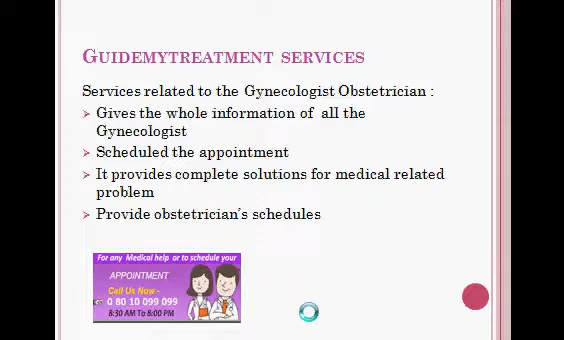 GUIDEMYTREATMENT SERVICES
Services related to the Gynecologist Obstetrician :
Gives the whole information of all the
Gynecologist
Scheduled the appointment
It provides complete solutions for medical related
problem
Provide obstetrician's schedules
For any Medical help or to schedule your
APPOINTMENT
Call Us Now -
0 80 10 099 099
8:30 AM To 8:00 PM